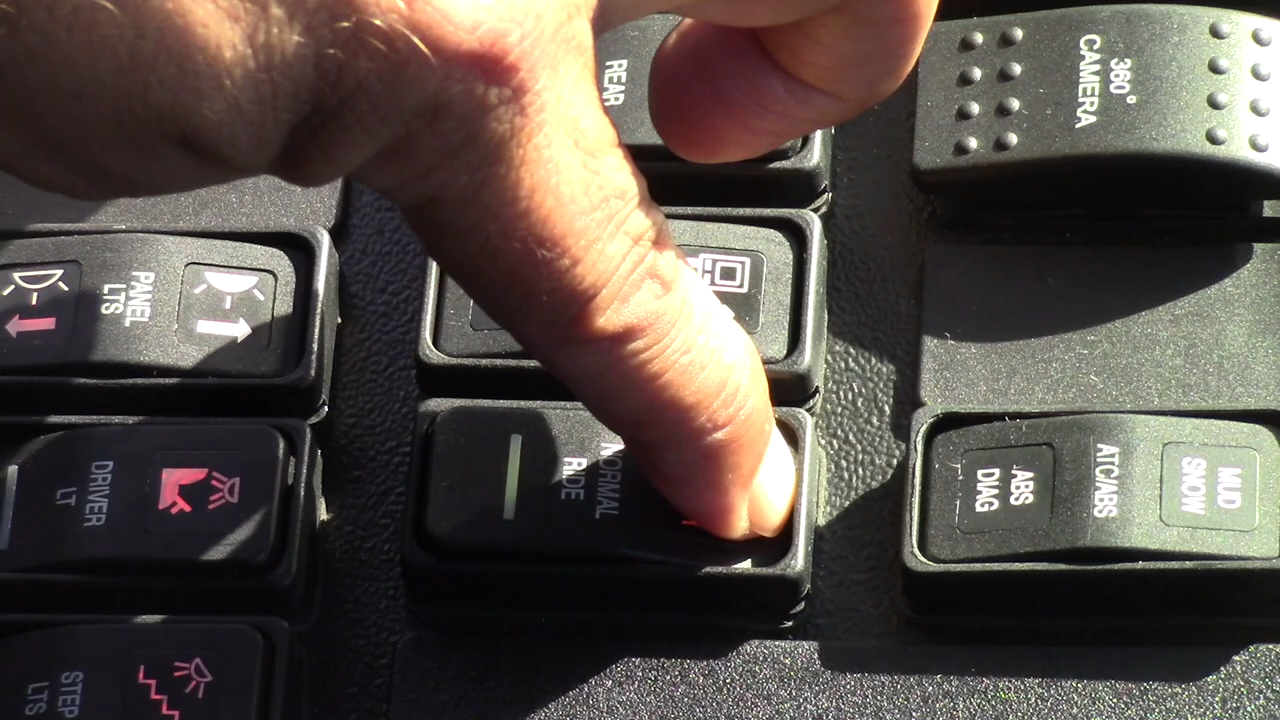 REAR
360°
CAMERA
PANEL
LTS
NORMAL
RIDE
DRIVER
LT
ATC/ABS
MUD
SNOW
ABS
DIAG
STEP
LTS